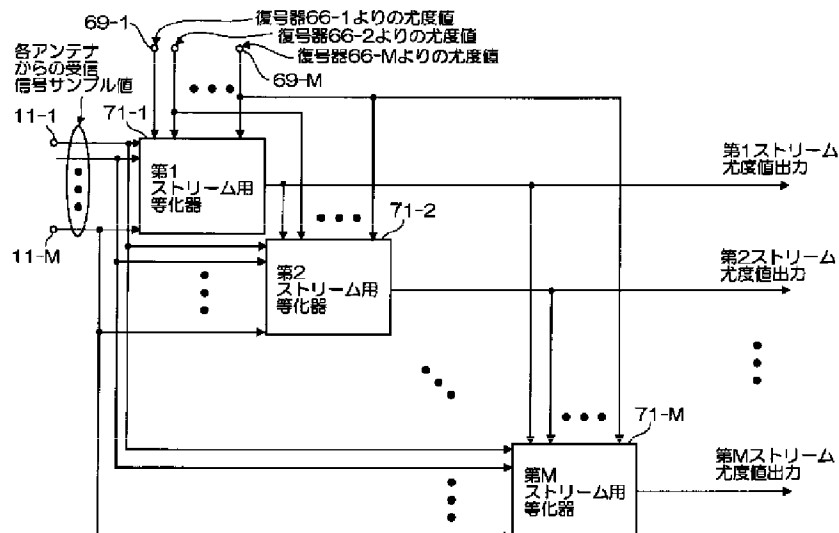 69-1
復号器66-1よりの尤度値
復号器66-2よりの尤度値
復号器66-Mよりの尤度値
69-M
各アンテナ
からの受信
信号サンプル値
11-1
71-1
第1
ストリーム用
等化器
第1ストリーム
尤度値出力
11-M
71-2
第2
ストリーム用
等化器
第2ストリーム
尤度値出力
71-M
第M
ストリーム用
等化器
第Mストリーム
尤度値出力